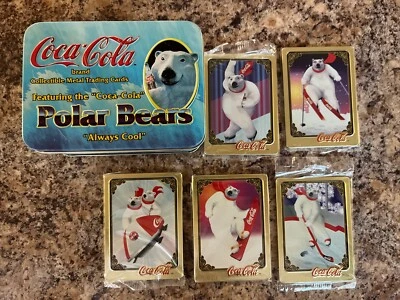 Coca-Cola
brand
Collectible Metal Trading Cards
Featuring the "Coca-Cola"
Polar Bears
"Always Cool"
Coca-Cola
Coca-Cola
Coca-Cola
Coca-Cola
Coca-Cola